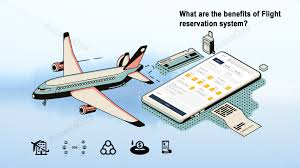 What are the benefits of Flight
reservation system?